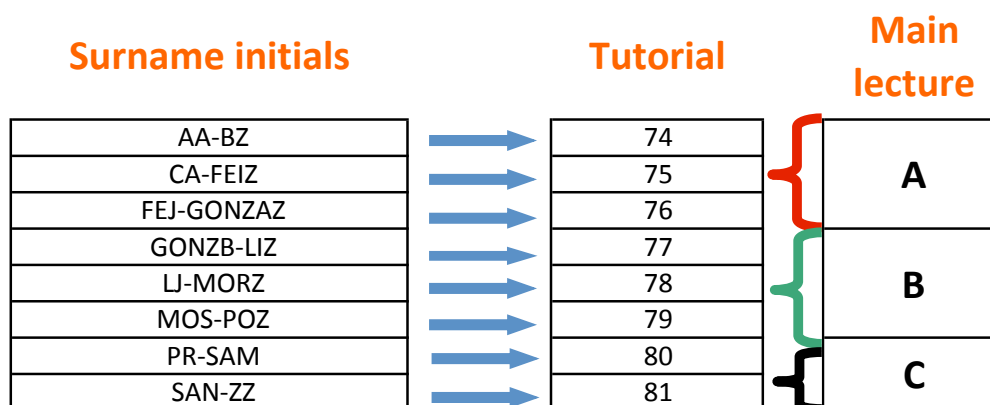 Surname initials Tutorial Main
lecture
AA-BZ 74
CA-FEIZ 75 A
FEJ-GONZAZ 76
GONZB-LIZ 77
LJ-MORZ 78 B
MOS-POZ 79
PR-SAM 80
SAN-ZZ 81 C